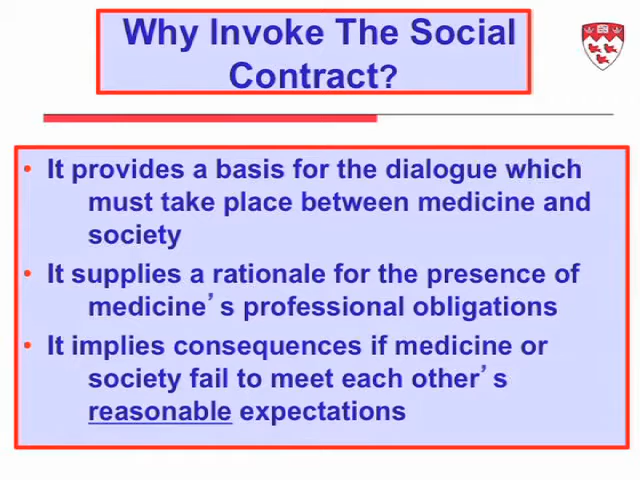 Why Invoke The Social
Contract?
• It provides a basis for the dialogue which
must take place between medicine and
society
• It supplies a rationale for the presence of
medicine’s professional obligations
• It implies consequences if medicine or
society fail to meet each other’s
reasonable expectations